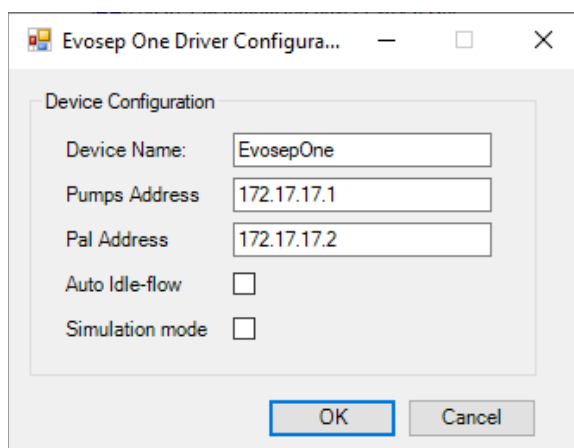 Evosep One Driver Configura...
Device Configuration
Device Name: EvosepOne
Pumps Address 172.17.17.1
Pal Address 172.17.17.2
Auto Idle-flow
Simulation mode
OK Cancel